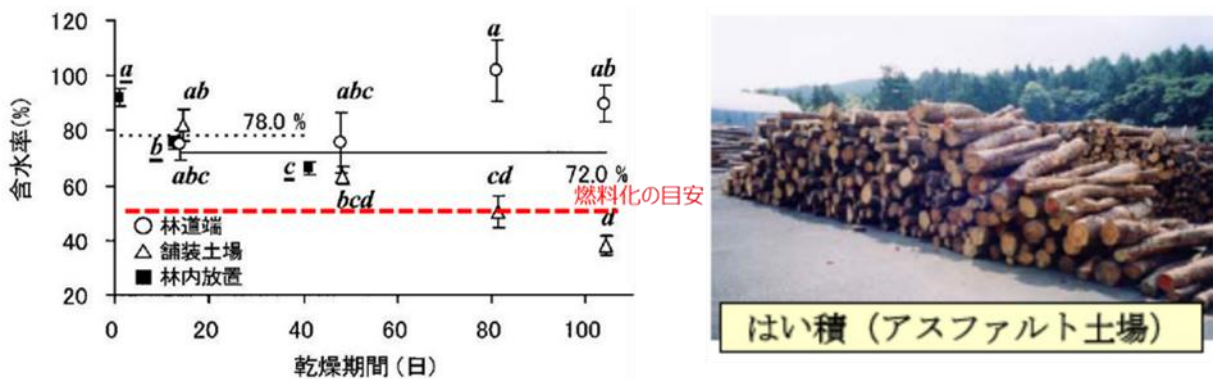 含水率(%)
120
100
80
60
40
20
0
20
40
60
80
100
乾燥期間(日)
a
b
ab
abc
c
abc
bcd
a
cd
ab
d
78.0 %
72.0 %
燃料化の目安
林道端
舗装土場
林内放置
はい積（アスファルト土場）